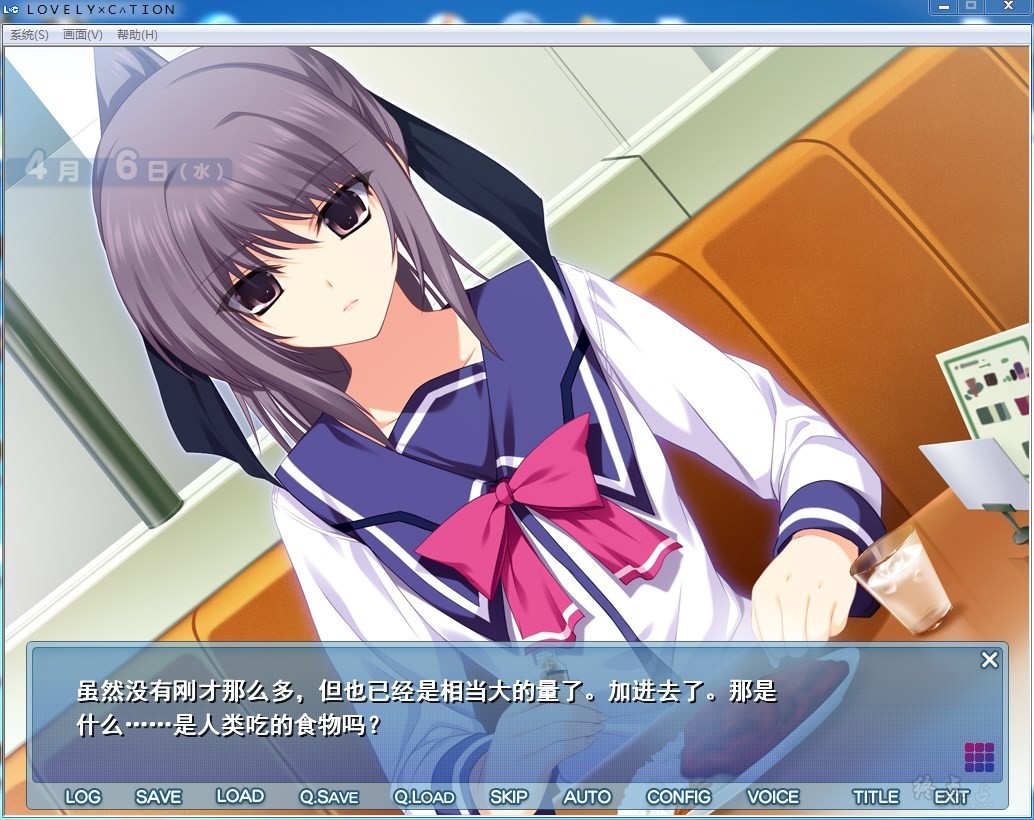 LOVELY×CΛTION
系统(S) 画面(V) 帮助(H)
4月 6日(水)
虽然没有刚才那么多，但也已经是相当大的量了。加进去了。那是
什么……是人类吃的食物吗？
LOG SAVE LOAD Q.SAVE Q.LOAD SKIP AUTO CONFIG VOICE TITLE EXIT